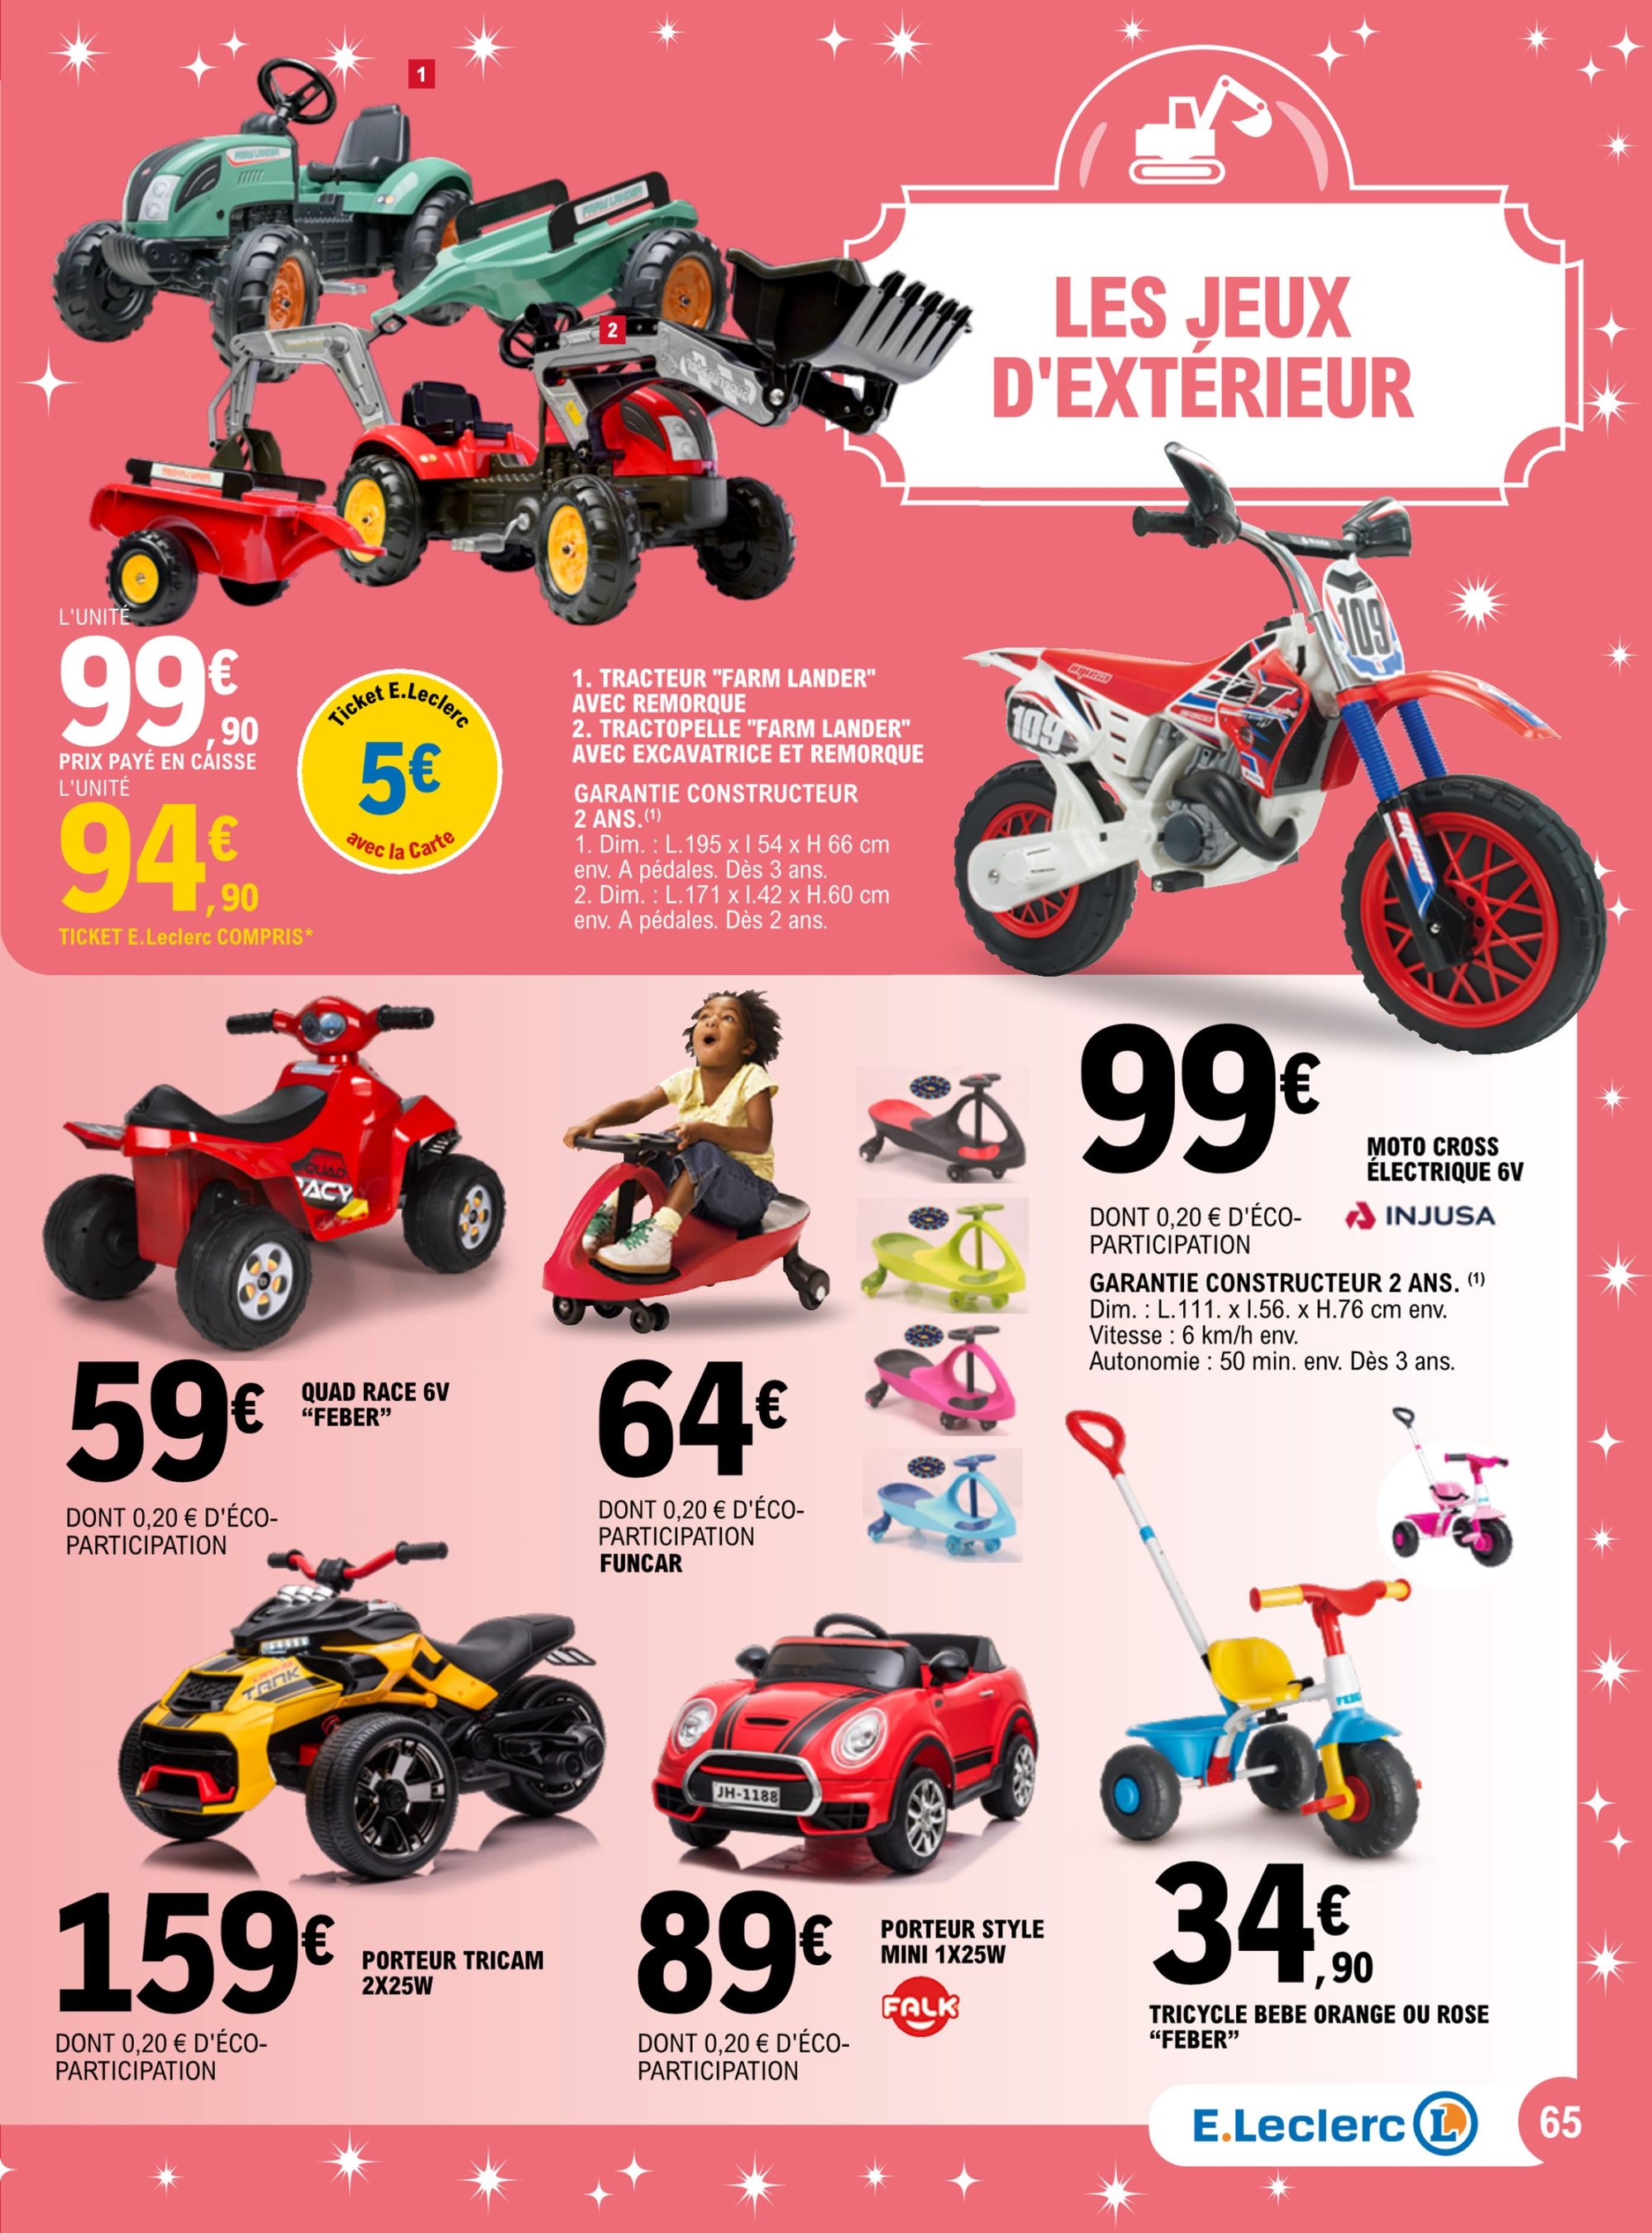 1
2
LES JEUX
D'EXTÉRIEUR
FARM LANDER
FARM LANDER
L'UNITÉ
99€,90
PRIX PAYÉ EN CAISSE
L'UNITÉ
94€,90
TICKET E.Leclerc COMPRIS*
Ticket E.Leclerc
5€
avec la Carte
1. TRACTEUR "FARM LANDER"
AVEC REMORQUE
2. TRACTOPELLE "FARM LANDER"
AVEC EXCAVATRICE ET REMORQUE
GARANTIE CONSTRUCTEUR
2 ANS.(1)
1. Dim. : L.195 x l 54 x H 66 cm
env. A pédales. Dès 3 ans.
2. Dim. : L.171 x l.42 x H.60 cm
env. A pédales. Dès 2 ans.
109
109
99€
MOTO CROSS
ÉLECTRIQUE 6V
INJUSA
DONT 0,20 € D'ÉCO-
PARTICIPATION
GARANTIE CONSTRUCTEUR 2 ANS. (1)
Dim. : L.111. x l.56. x H.76 cm env.
Vitesse : 6 km/h env.
Autonomie : 50 min. env. Dès 3 ans.
QUAD
RACY
59€
QUAD RACE 6V
“FEBER”
DONT 0,20 € D'ÉCO-
PARTICIPATION
64€
DONT 0,20 € D'ÉCO-
PARTICIPATION
FUNCAR
TANK
159€
PORTEUR TRICAM
2X25W
DONT 0,20 € D'ÉCO-
PARTICIPATION
JH-1188
89€
PORTEUR STYLE
MINI 1X25W
FALK
DONT 0,20 € D'ÉCO-
PARTICIPATION
34€,90
TRICYCLE BEBE ORANGE OU ROSE
“FEBER”
E.Leclerc L
65